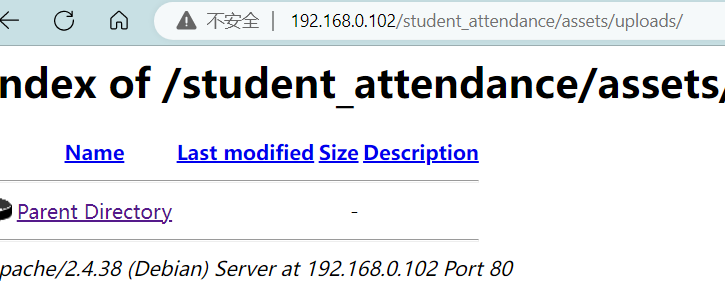 不安全 | 192.168.0.102/student_attendance/assets/uploads/
ndex of /student_attendance/assets/
Name Last modified Size Description
Parent Directory -
pache/2.4.38 (Debian) Server at 192.168.0.102 Port 80